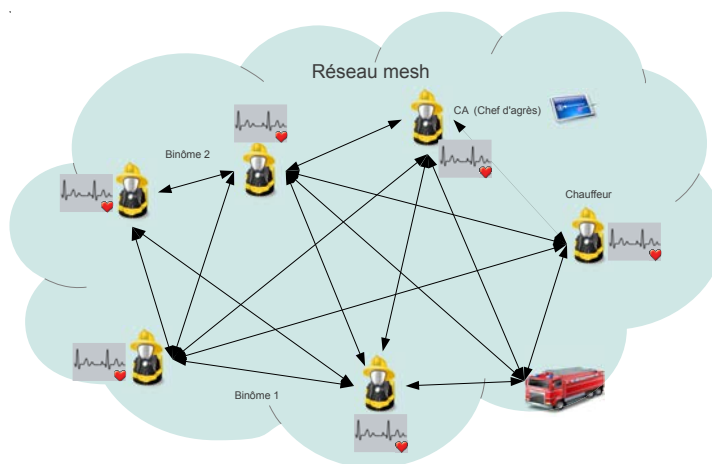 Réseau mesh
CA (Chef d'agrès)
Binôme 2
Chauffeur
Binôme 1